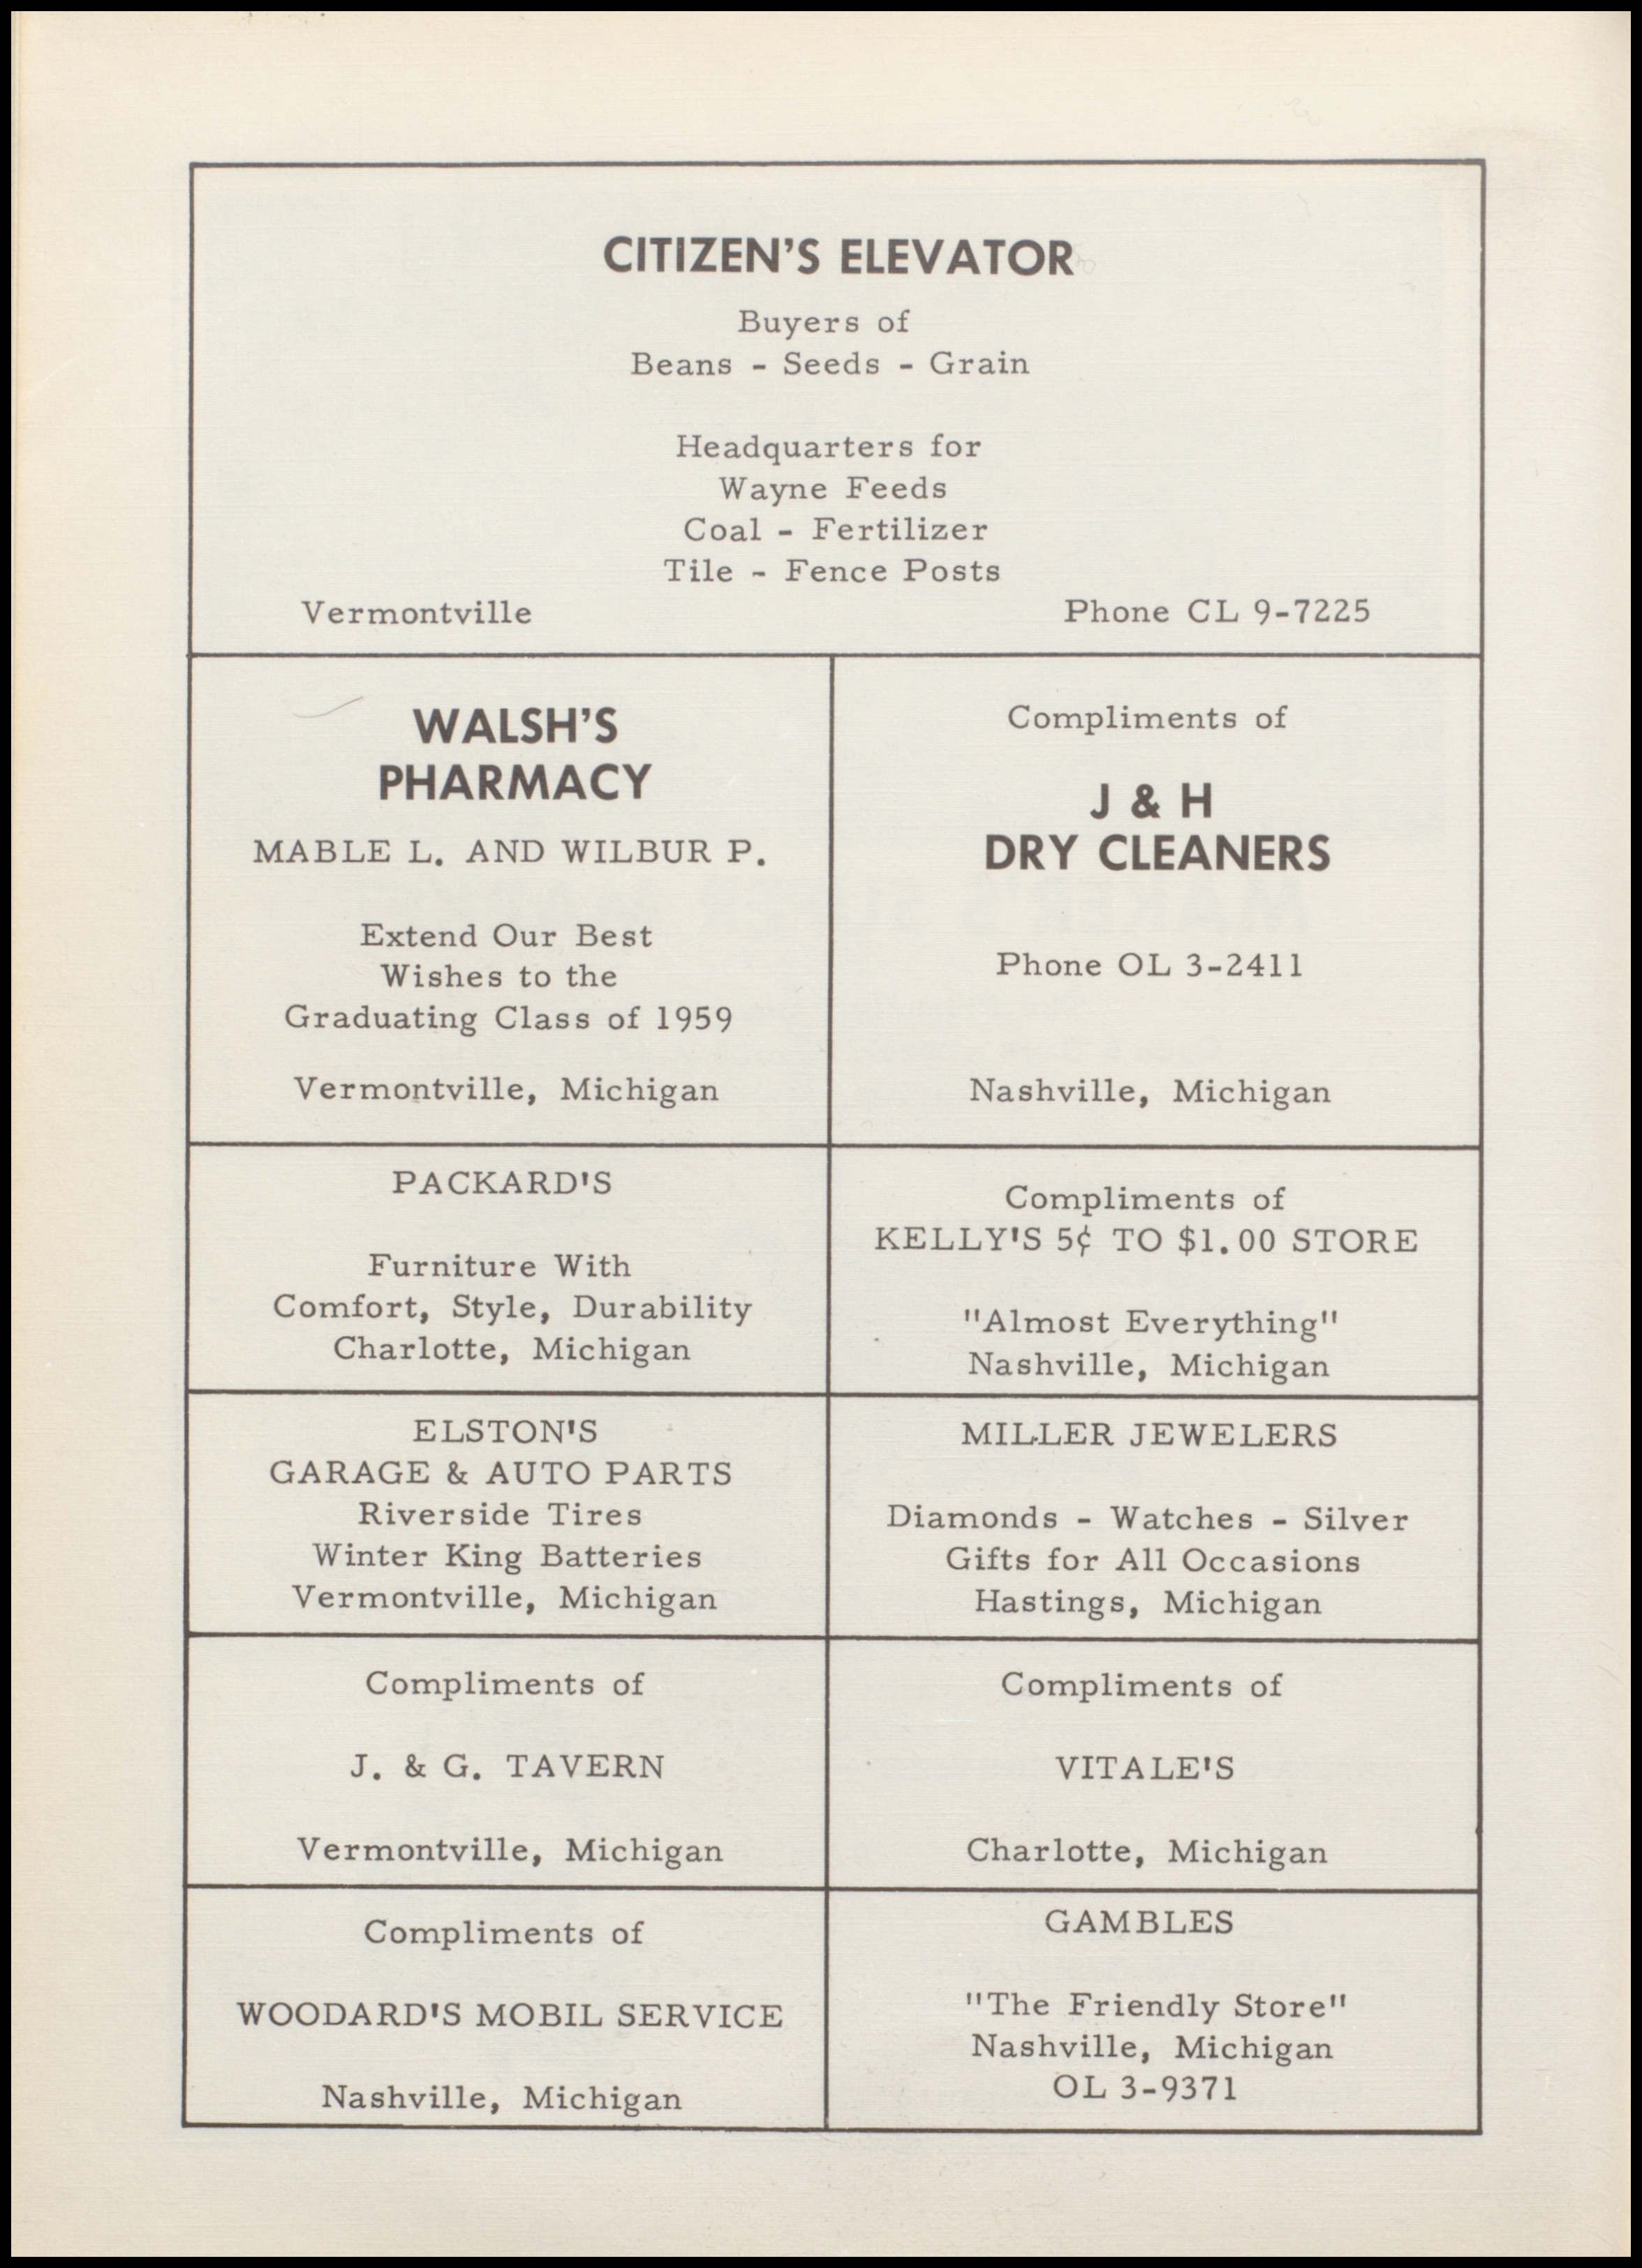 CITIZEN'S ELEVATOR
Buyers of
Beans - Seeds - Grain
Headquarters for
Wayne Feeds
Coal - Fertilizer
Tile - Fence Posts
Vermontville Phone CL 9-7225
WALSH'S
PHARMACY
MABLE L. AND WILBUR P.
Extend Our Best
Wishes to the
Graduating Class of 1959
Vermontville, Michigan
Compliments of
J & H
DRY CLEANERS
Phone OL 3-2411
Nashville, Michigan
PACKARD'S
Furniture With
Comfort, Style, Durability
Charlotte, Michigan
Compliments of
KELLY'S 5¢ TO $1.00 STORE
"Almost Everything"
Nashville, Michigan
ELSTON'S
GARAGE & AUTO PARTS
Riverside Tires
Winter King Batteries
Vermontville, Michigan
MILLER JEWELERS
Diamonds - Watches - Silver
Gifts for All Occasions
Hastings, Michigan
Compliments of
J. & G. TAVERN
Vermontville, Michigan
Compliments of
VITALE'S
Charlotte, Michigan
Compliments of
WOODARD'S MOBIL SERVICE
Nashville, Michigan
GAMBLES
"The Friendly Store"
Nashville, Michigan
OL 3-9371